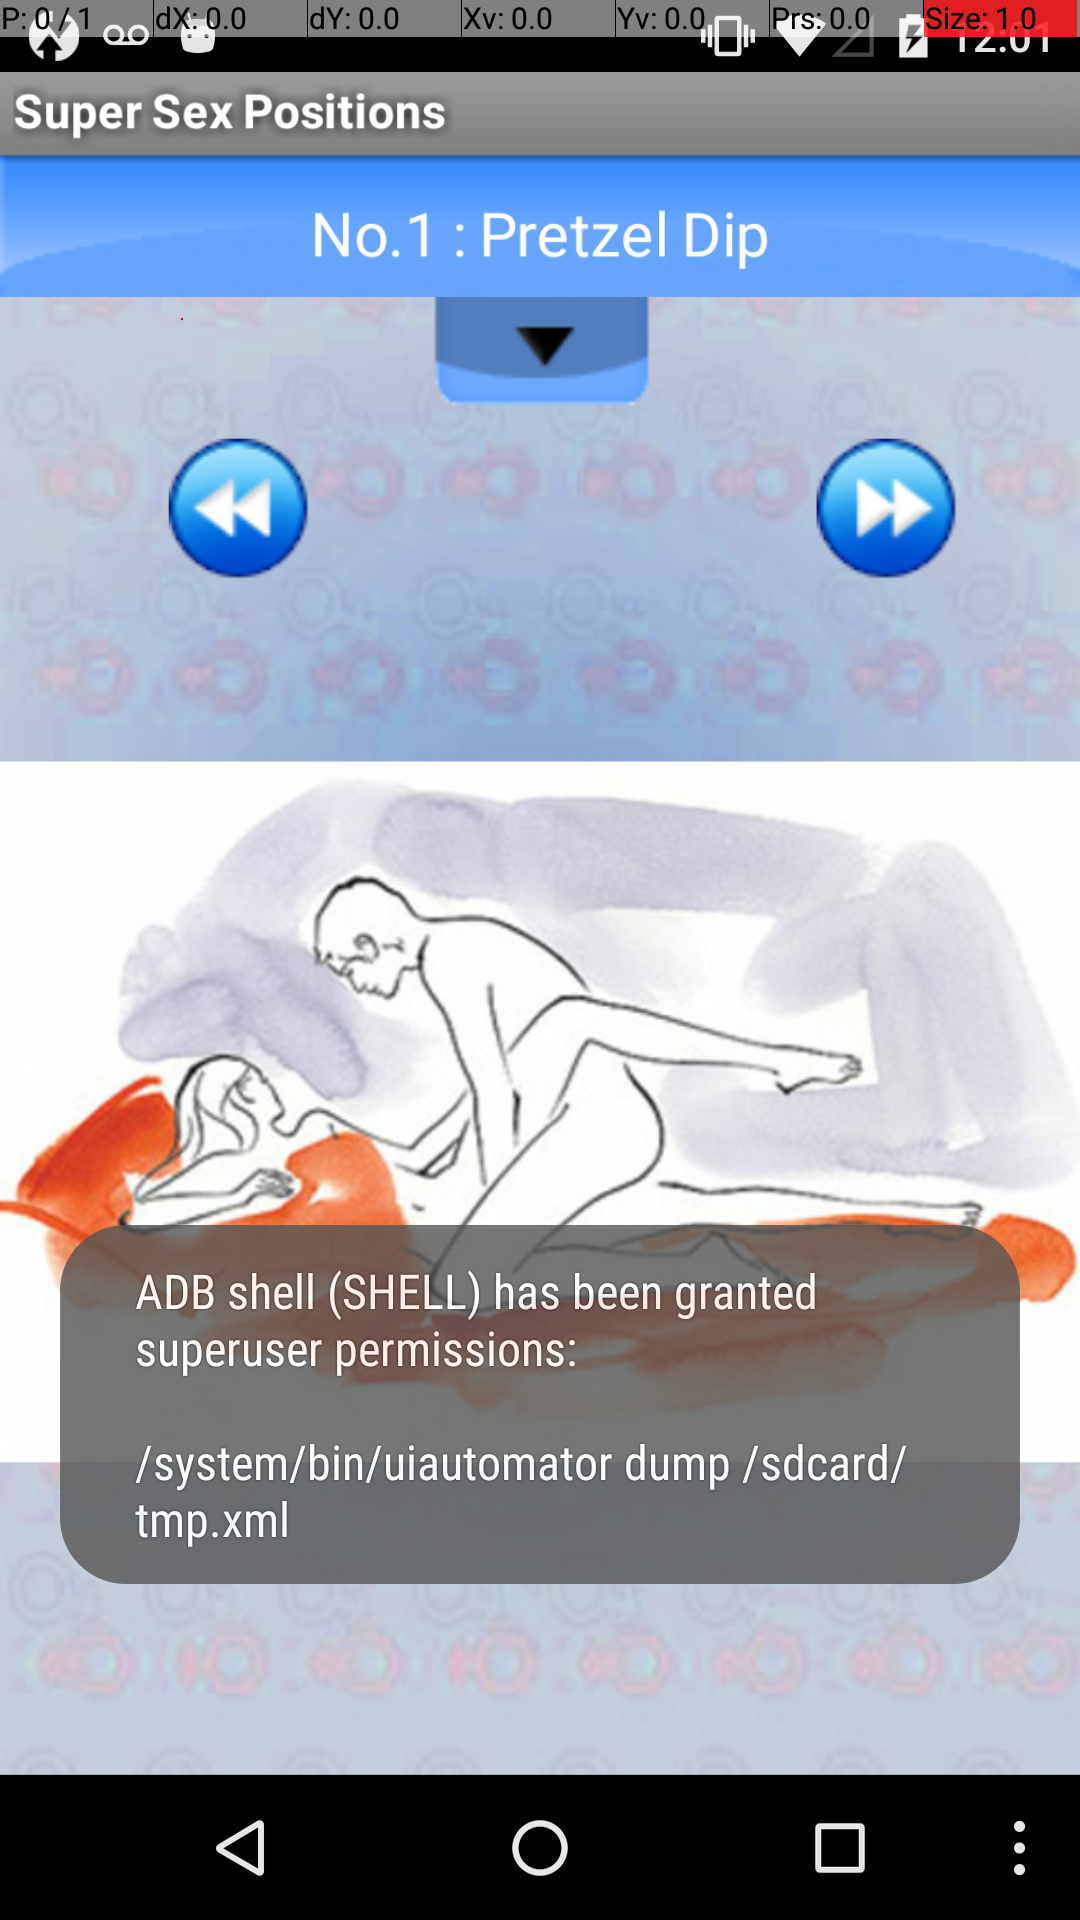 P: 0 / 1 dX: 0.0 dY: 0.0 Xv: 0.0 Yv: 0.0 Prs: 0.0 Size: 1.0
12:01
Super Sex Positions
No.1 : Pretzel Dip
ADB shell (SHELL) has been granted
superuser permissions:
/system/bin/uiautomator dump /sdcard/
tmp.xml